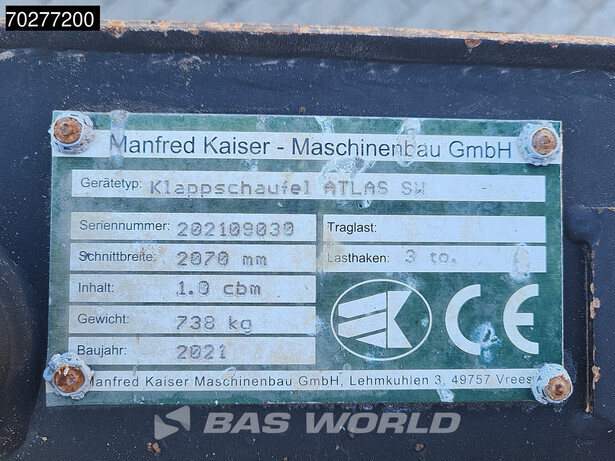 70277200
Manfred Kaiser - Maschinenbau GmbH
Gerätetyp: Klappschaufel ATLAS SW
Seriennummer: 202109030
Traglast:
Schnittbreite: 2070 mm
Lasthaken: 3 to.
Inhalt: 1.0 cbm
Gewicht: 738 kg
Baujahr: 2021
CE
Manfred Kaiser Maschinenbau GmbH, Lehmkuhlen 3, 49757 Vrees
BAS WORLD